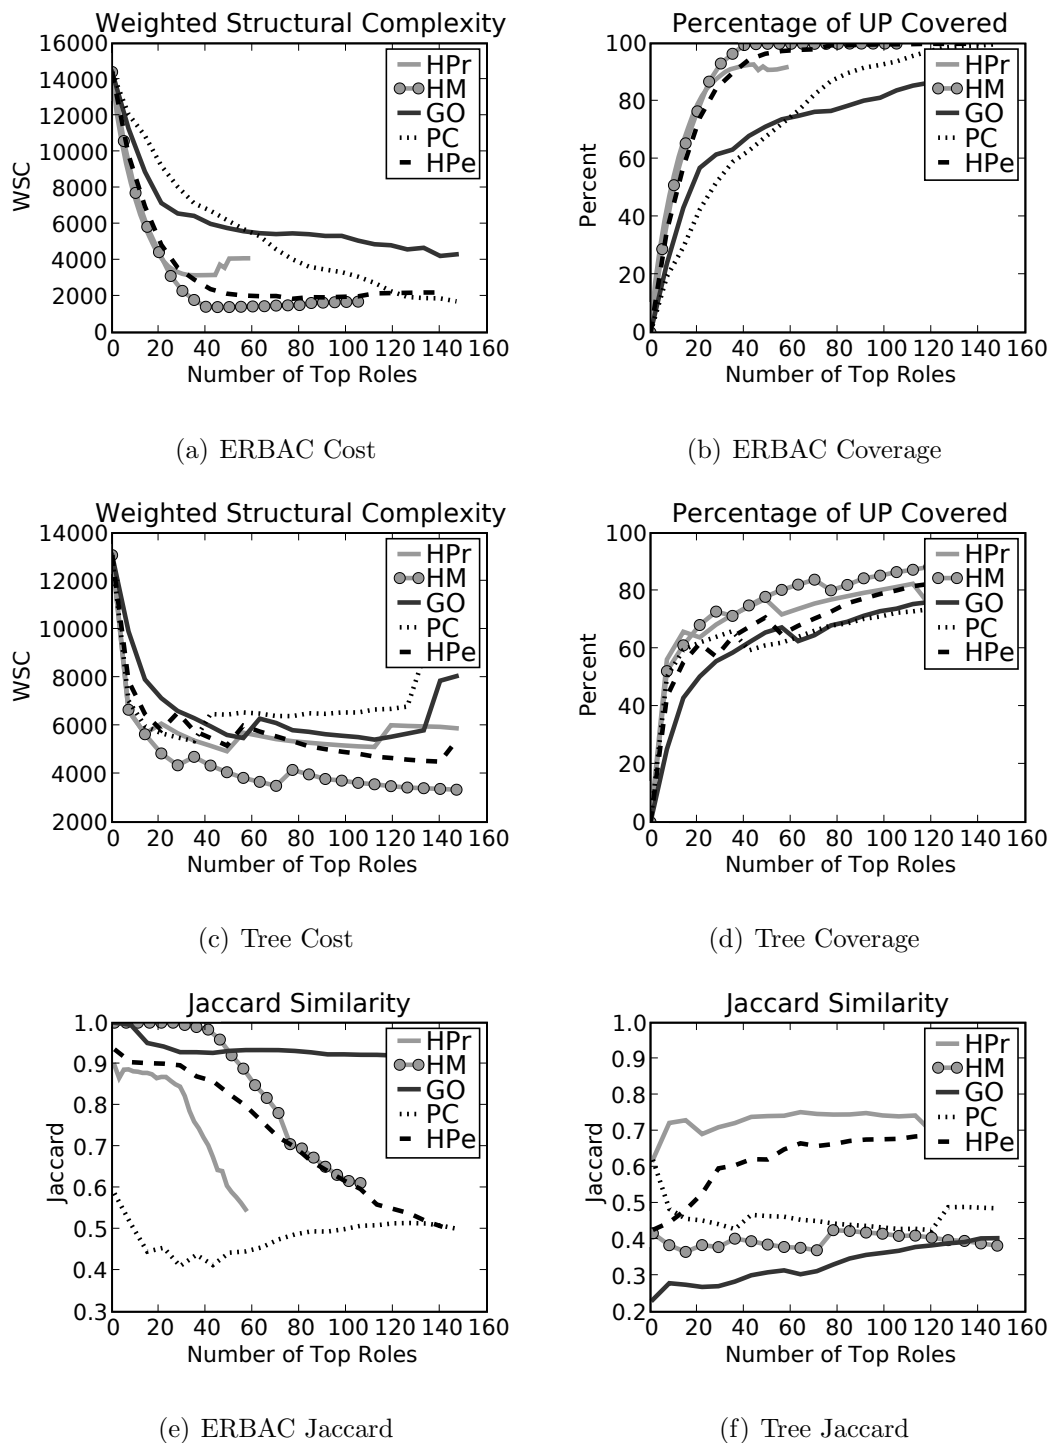 Weighted Structural Complexity
16000
14000
12000
10000
8000
6000
4000
2000
0
WSC
0 20 40 60 80 100 120 140 160
Number of Top Roles
HPr
HM
GO
PC
HPe
(a) ERBAC Cost
Percentage of UP Covered
100
80
60
40
20
0
Percent
0 20 40 60 80 100 120 140 160
Number of Top Roles
HPr
HM
GO
PC
HPe
(b) ERBAC Coverage
Weighted Structural Complexity
14000
12000
10000
8000
6000
4000
2000
WSC
0 20 40 60 80 100 120 140 160
Number of Top Roles
HPr
HM
GO
PC
HPe
(c) Tree Cost
Percentage of UP Covered
100
80
60
40
20
0
Percent
0 20 40 60 80 100 120 140 160
Number of Top Roles
HPr
HM
GO
PC
HPe
(d) Tree Coverage
Jaccard Similarity
1.0
0.9
0.8
0.7
0.6
0.5
0.4
0.3
Jaccard
0 20 40 60 80 100 120 140 160
Number of Top Roles
HPr
HM
GO
PC
HPe
(e) ERBAC Jaccard
Jaccard Similarity
1.0
0.9
0.8
0.7
0.6
0.5
0.4
0.3
0.2
Jaccard
0 20 40 60 80 100 120 140 160
Number of Top Roles
HPr
HM
GO
PC
HPe
(f) Tree Jaccard